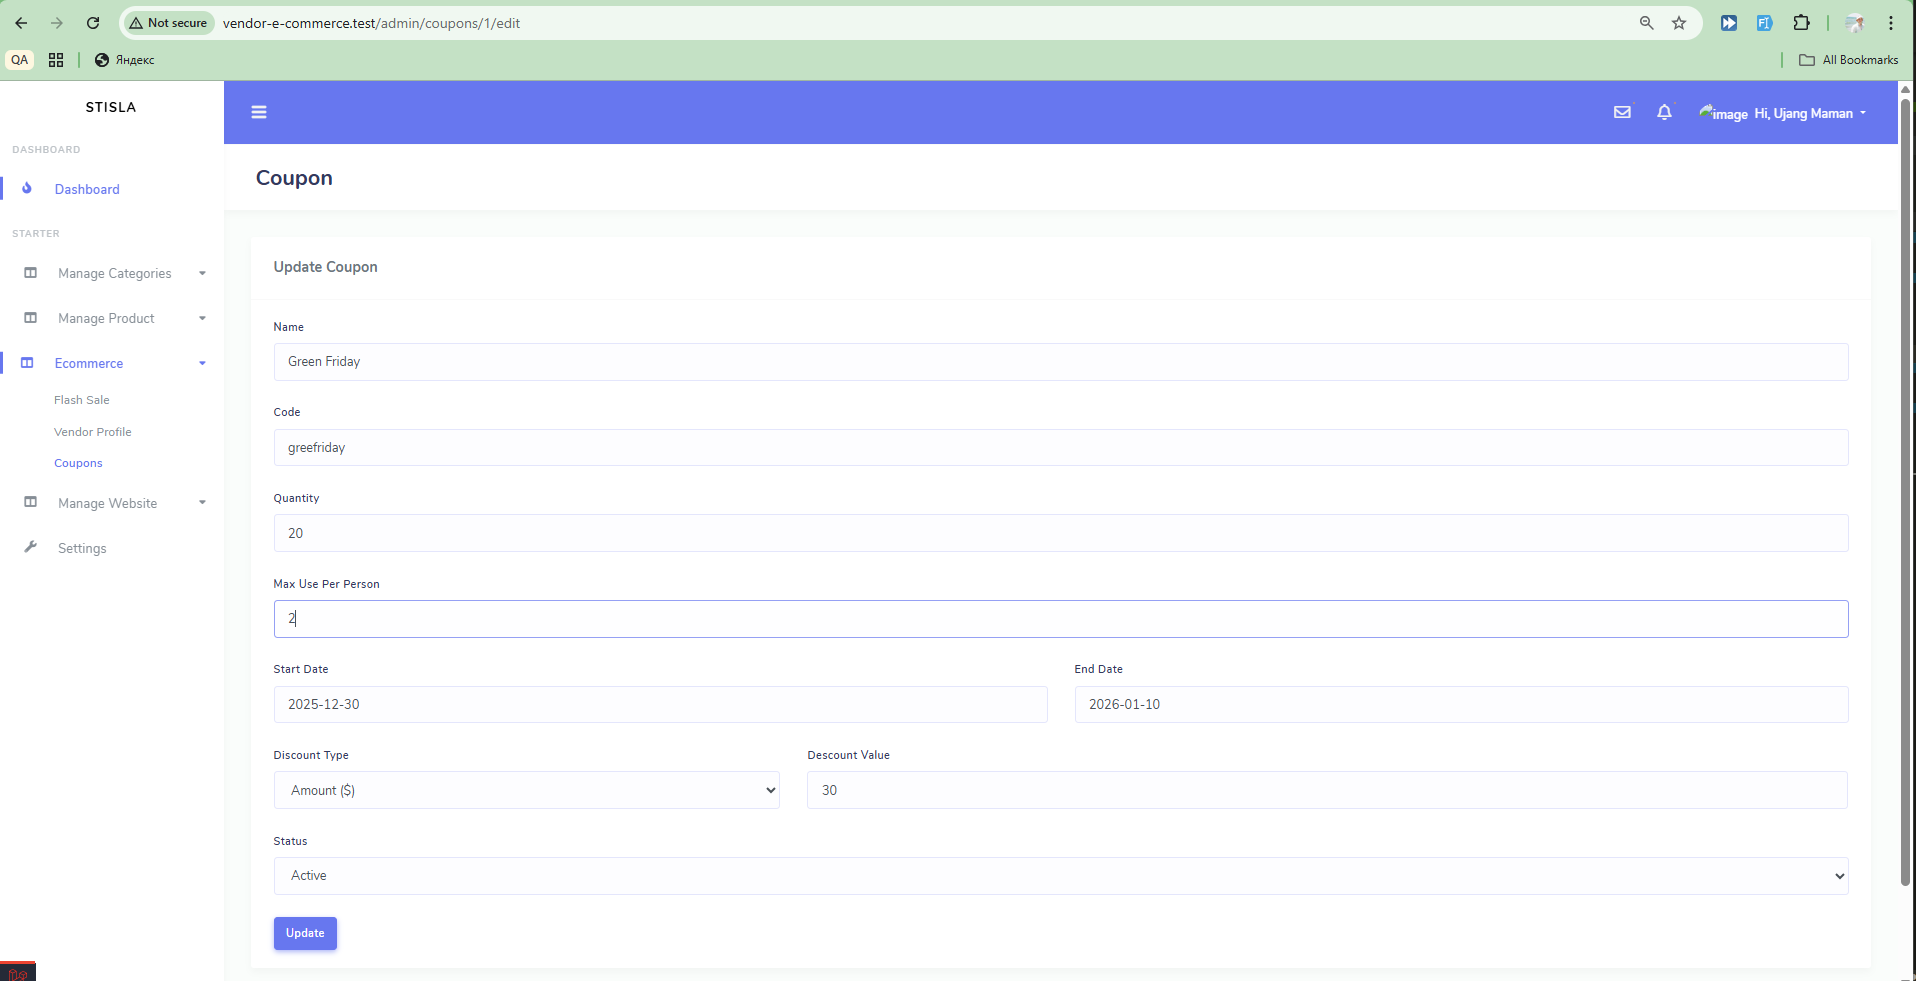 Not secure vendor-e-commerce.test/admin/coupons/1/edit
QA Яндекс All Bookmarks
STISLA
image Hi, Ujang Maman
DASHBOARD
Dashboard
STARTER
Manage Categories
Manage Product
Ecommerce
Flash Sale
Vendor Profile
Coupons
Manage Website
Settings
Coupon
Update Coupon
Name
Green Friday
Code
greefriday
Quantity
20
Max Use Per Person
2
Start Date End Date
2025-12-30 2026-01-10
Discount Type Descount Value
Amount ($) 30
Status
Active
Update